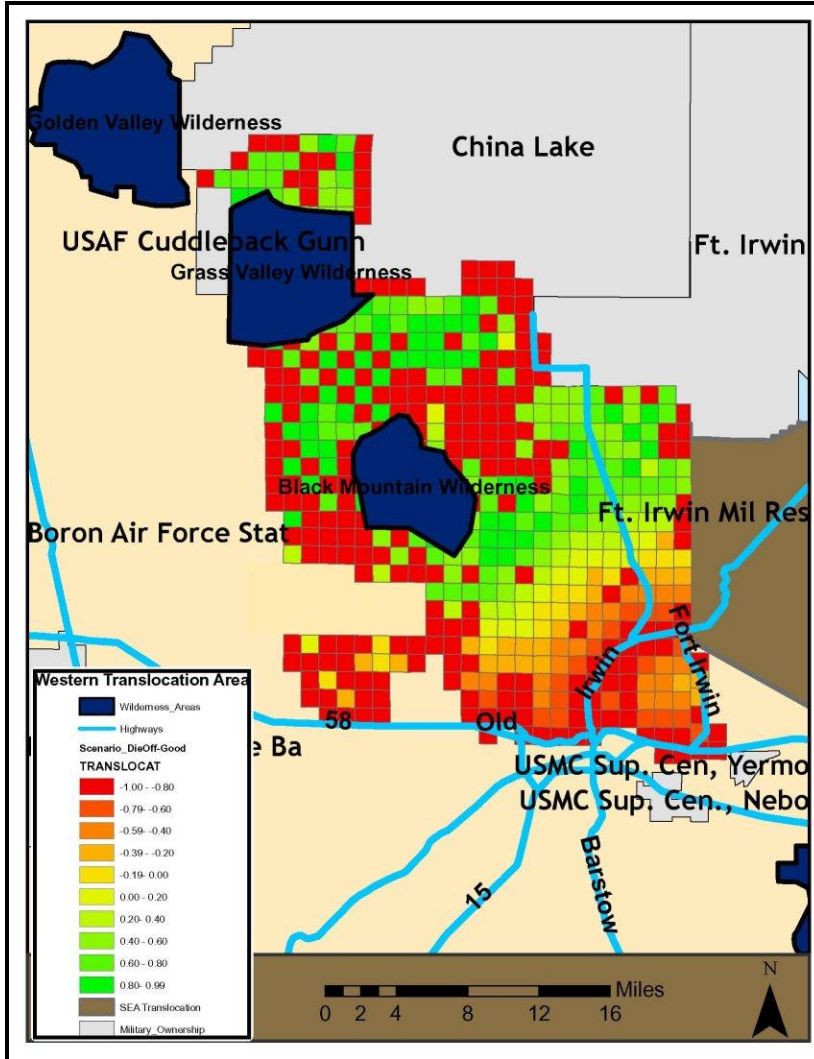 Golden Valley Wilderness
China Lake
USAF Cuddleback Gunn
Ft. Irwin
Grass Valley Wilderness
Black Mountain Wilderness
Ft. Irwin Mil Res
Boron Air Force Stat
Irwin
Fort Irwin
58
Old
e Ba
USMC Sup. Cen, Yermo
USMC Sup. Cen., Nebo
15
Barstow
Western Translocation Area
Wilderness_Areas
Highways
Scenario_DieOff-Good
TRANSLOCAT
-1.00 - -0.80
-0.79- -0.60
-0.59- -0.40
-0.39 - -0.20
-0.19- 0.00
0.00 - 0.20
0.20- 0.40
0.40 - 0.60
0.60 - 0.80
0.80- 0.99
SEA Translocation
Military_Ownership
Miles
0 2 4 8 12 16
N